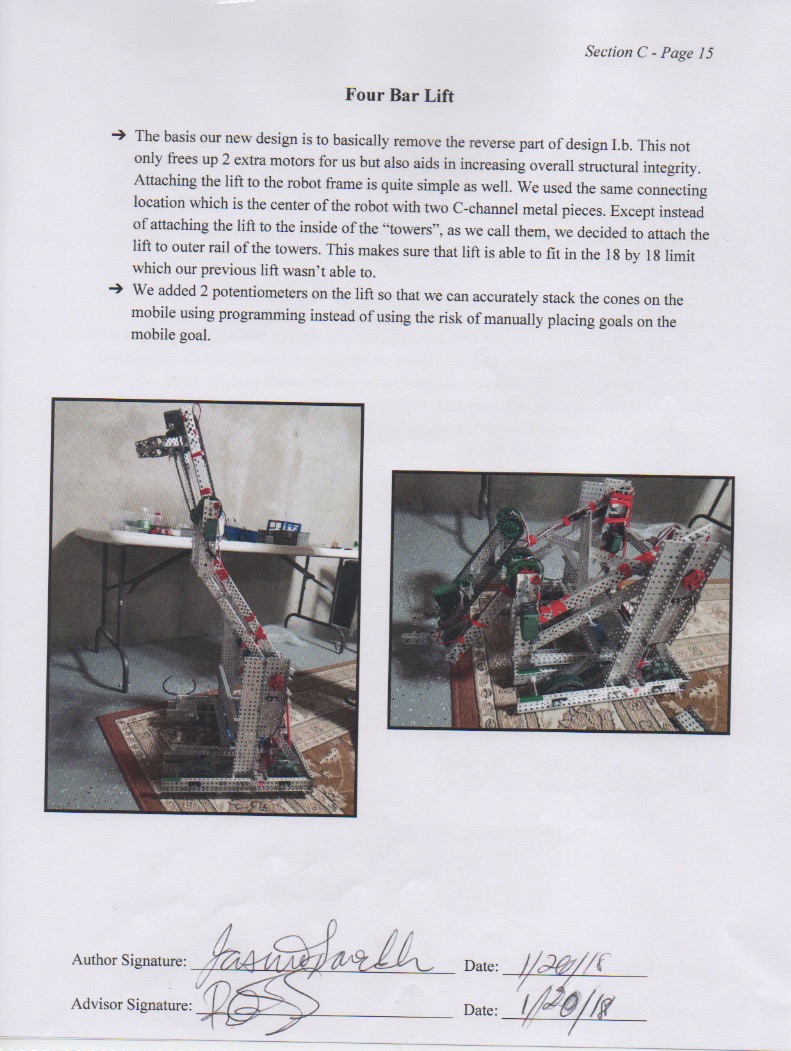 Section C - Page 15
Four Bar Lift
➔ The basis our new design is to basically remove the reverse part of design I.b. This not
only frees up 2 extra motors for us but also aids in increasing overall structural integrity.
Attaching the lift to the robot frame is quite simple as well. We used the same connecting
location which is the center of the robot with two C-channel metal pieces. Except instead
of attaching the lift to the inside of the “towers”, as we call them, we decided to attach the
lift to outer rail of the towers. This makes sure that lift is able to fit in the 18 by 18 limit
which our previous lift wasn’t able to.
➔ We added 2 potentiometers on the lift so that we can accurately stack the cones on the
mobile using programming instead of using the risk of manually placing goals on the
mobile goal.
Author Signature: Date: 1/20/18
Advisor Signature: Date: 1/20/18